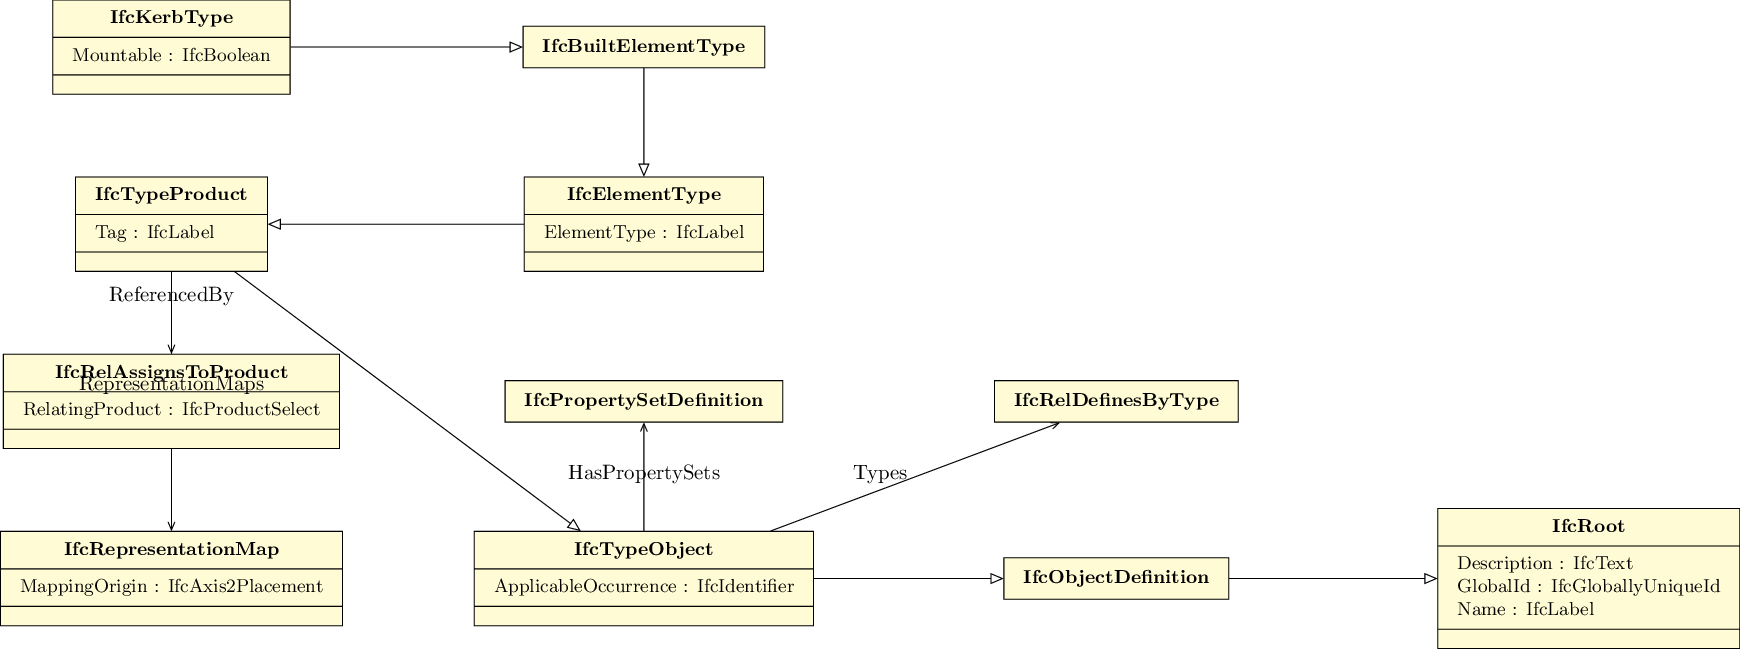 IfcKerbType
Mountable : IfcBoolean
IfcBuiltElementType
IfcTypeProduct
Tag : IfcLabel
IfcElementType
ElementType : IfcLabel
ReferencedBy
IfcRelAssignsToProduct
RepresentationMaps
RelatingProduct : IfcProductSelect
IfcPropertySetDefinition
IfcRelDefinesByType
HasPropertySets
Types
IfcRepresentationMap
MappingOrigin : IfcAxis2Placement
IfcTypeObject
ApplicableOccurrence : IfcIdentifier
IfcObjectDefinition
IfcRoot
Description : IfcText
GlobalId : IfcGloballyUniqueId
Name : IfcLabel